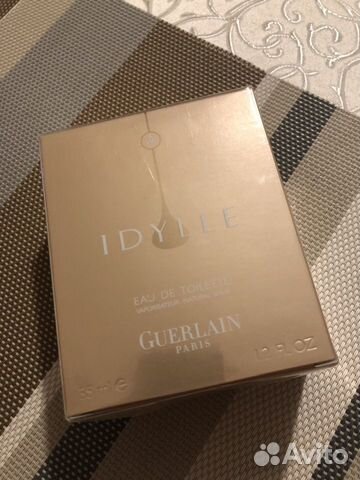 IDYLLE
EAU DE TOILETTE
VAPORISATEUR NATURAL SPRAY
GUERLAIN
PARIS
35 ml e 1.2 FL.OZ
Avito